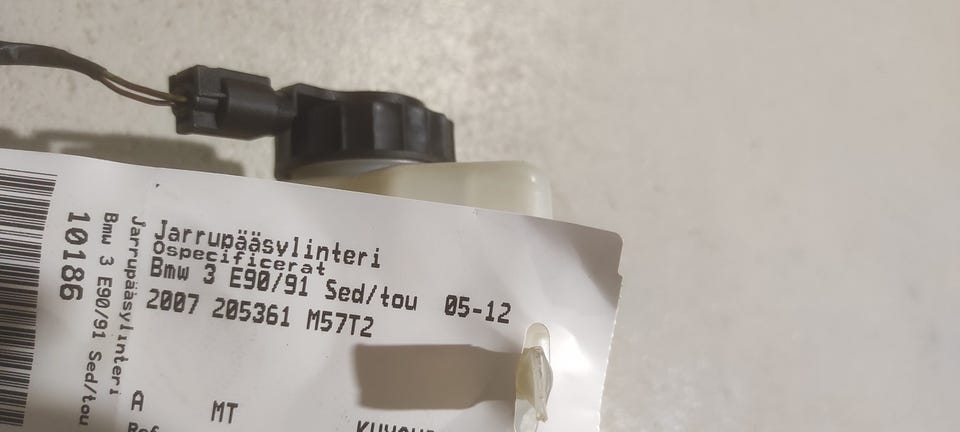 Jarrupääsylinteri
Ospecificerat
Bmw 3 E90/91 Sed/tou 05-12
2007 205361 M57T2
A MT
Jarrupääsylinteri
Bmw 3 E90/91 Sed/tou
10186